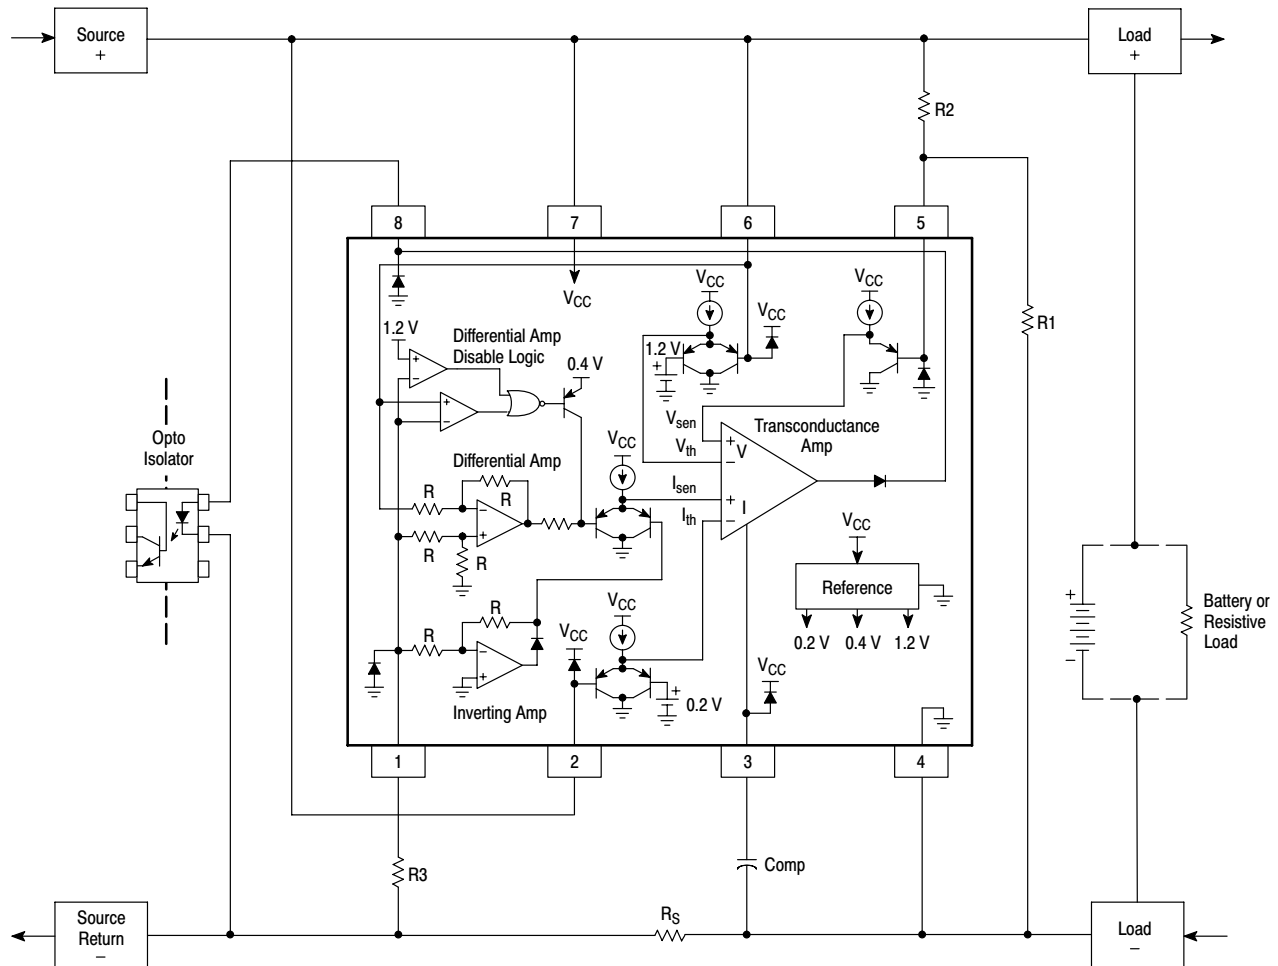 Source
+
Load
+
R2
8
7
6
5
VCC
VCC
VCC
VCC
R1
1.2 V
Differential Amp
Disable Logic
0.4 V
1.2 V
+
+
−
+
−
Vsen
Vth
Transconductance
Amp
+
V
−
Opto
Isolator
VCC
Isen
Ith
+
I
−
Differential Amp
R
R
−
+
R
R
VCC
Reference
0.2 V
0.4 V
1.2 V
+
−
Battery or
Resistive
Load
R
R
−
+
VCC
VCC
+
0.2 V
VCC
Inverting Amp
1
2
3
4
R3
Comp
RS
Source
Return
−
Load
−